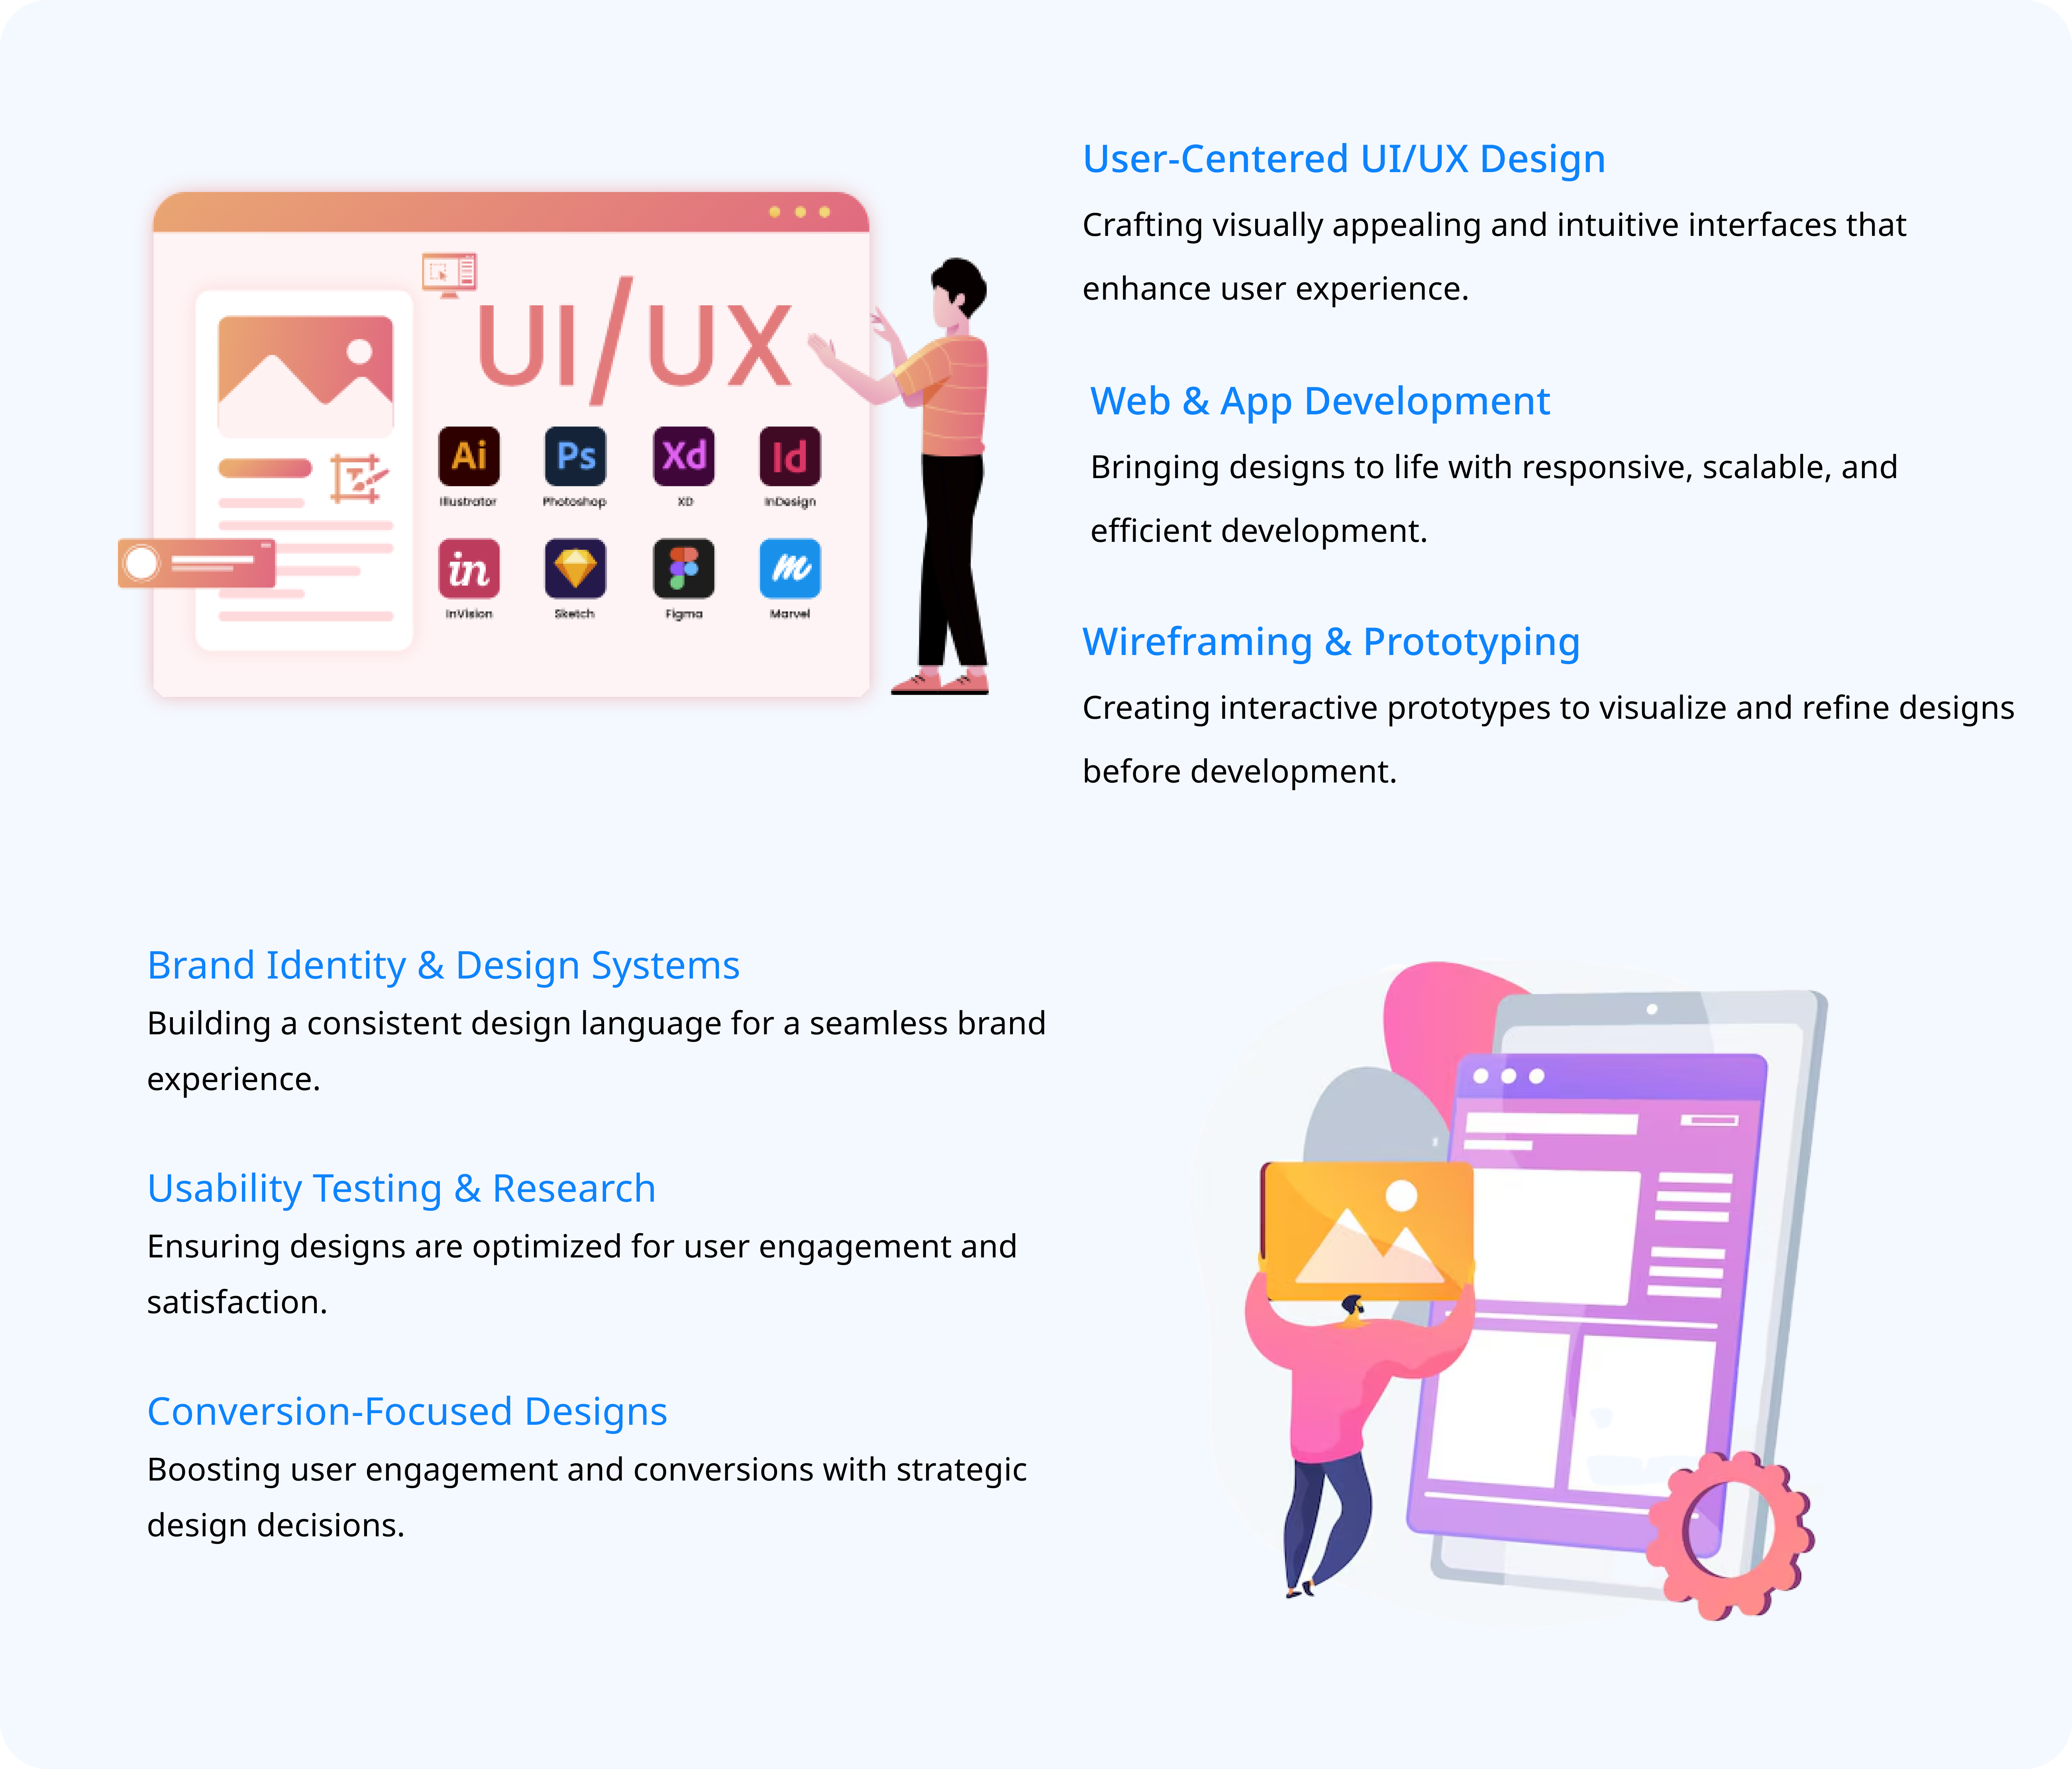 UI/UX
Ai
Ps
Xd
Id
Illustrator
Photoshop
XD
InDesign
in
m
InVision
Sketch
Figma
Marvel
User-Centered UI/UX Design
Crafting visually appealing and intuitive interfaces that
enhance user experience.
Web & App Development
Bringing designs to life with responsive, scalable, and
efficient development.
Wireframing & Prototyping
Creating interactive prototypes to visualize and refine designs
before development.
Brand Identity & Design Systems
Building a consistent design language for a seamless brand
experience.
Usability Testing & Research
Ensuring designs are optimized for user engagement and
satisfaction.
Conversion-Focused Designs
Boosting user engagement and conversions with strategic
design decisions.